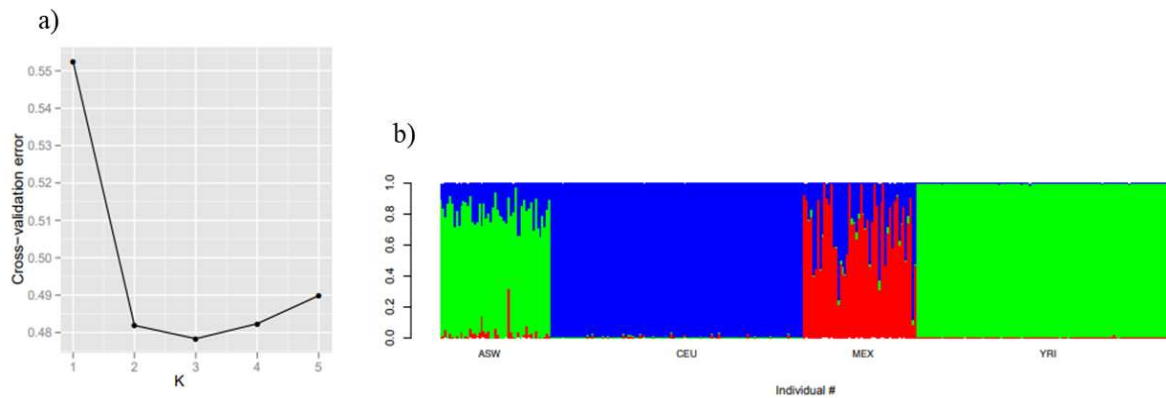 a)
Cross-validation error
0.55
0.54
0.53
0.52
0.51
0.50
0.49
0.48
1 2 3 4 5
K
b)
1.0
0.8
0.6
0.4
0.2
0.0
ASW CEU MEX YRI
Individual #